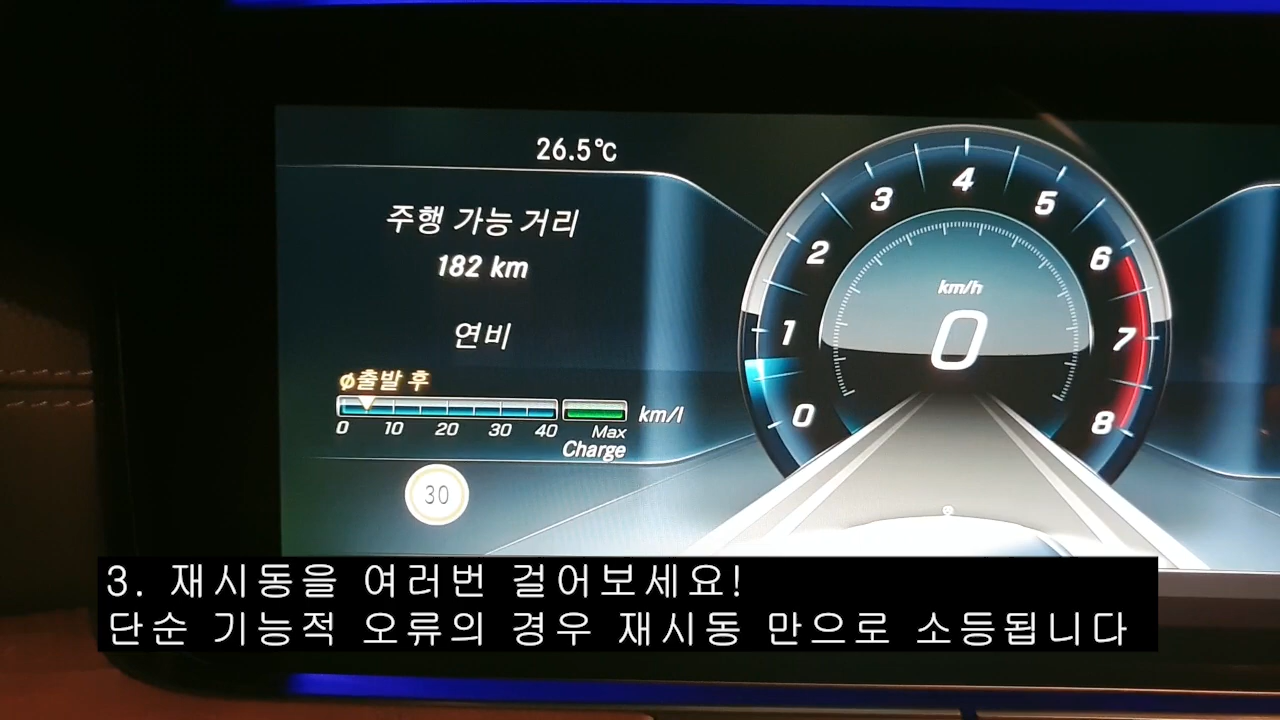 26.5℃
주행 가능 거리
182 km
연비
ø출발 후
km/l
0 10 20 30 40 Max
Charge
30
0
1
2
3
4
5
6
7
8
km/h
0
3. 재시동을 여러번 걸어보세요!
단순 기능적 오류의 경우 재시동 만으로 소등됩니다